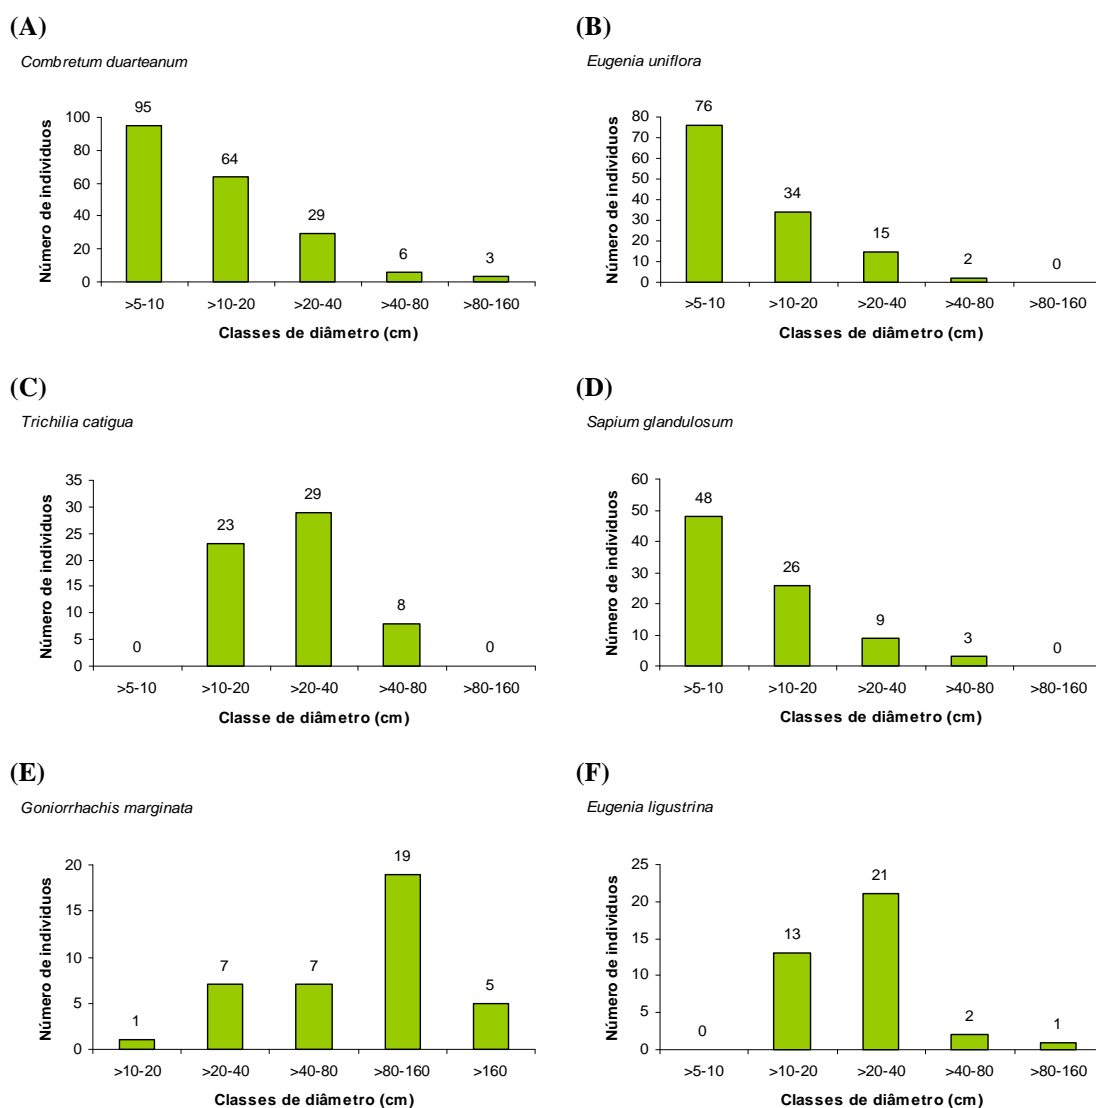 (A)
Combretum duarteanum
Número de individuos
100
80
60
40
20
0
95
64
29
6
3
>5-10 >10-20 >20-40 >40-80 >80-160
Classes de diâmetro (cm)
(B)
Eugenia uniflora
Número de individuos
80
70
60
50
40
30
20
10
0
76
34
15
2
0
>5-10 >10-20 >20-40 >40-80 >80-160
Classes de diâmetro (cm)
(C)
Trichilia catigua
Número de individuos
35
30
25
20
15
10
5
0
0
23
29
8
0
>5-10 >10-20 >20-40 >40-80 >80-160
Classe de diâmetro (cm)
(D)
Sapium glandulosum
Número de individuos
60
50
40
30
20
10
0
48
26
9
3
0
>5-10 >10-20 >20-40 >40-80 >80-160
Classes de diâmetro (cm)
(E)
Goniorrhachis marginata
Número de individuos
20
15
10
5
0
1
7
7
19
5
>10-20 >20-40 >40-80 >80-160 >160
Classes de diâmetro (cm)
(F)
Eugenia ligustrina
Número de individuos
25
20
15
10
5
0
0
13
21
2
1
>5-10 >10-20 >20-40 >40-80 >80-160
Classes de diâmetro (cm)